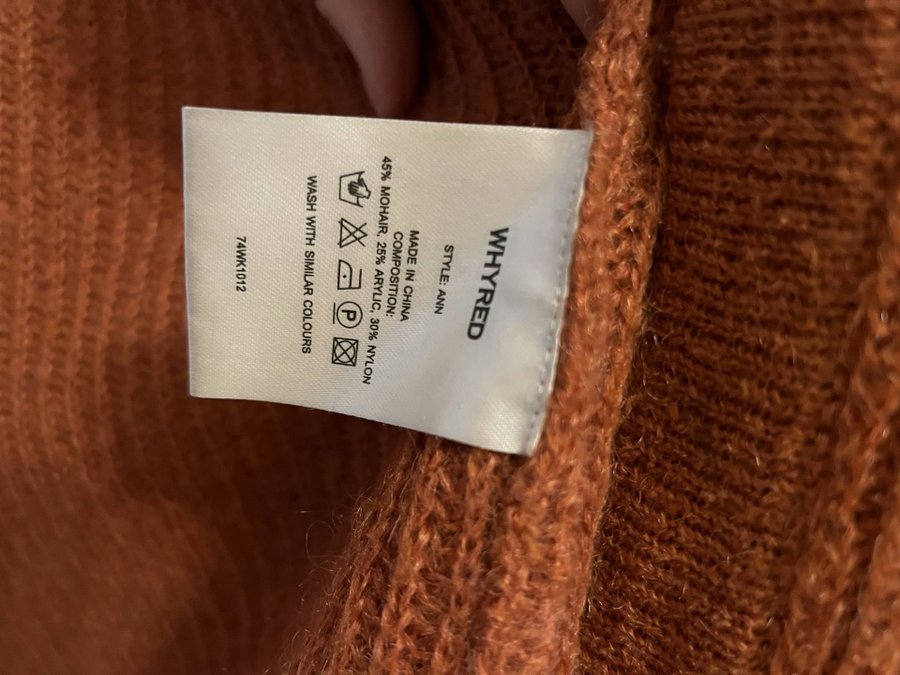 WHYRED
STYLE: ANN
MADE IN CHINA
COMPOSITION:
45% MOHAIR, 25% ARYLIC, 30% NYLON
P
WASH WITH SIMILAR COLOURS
74WK1012